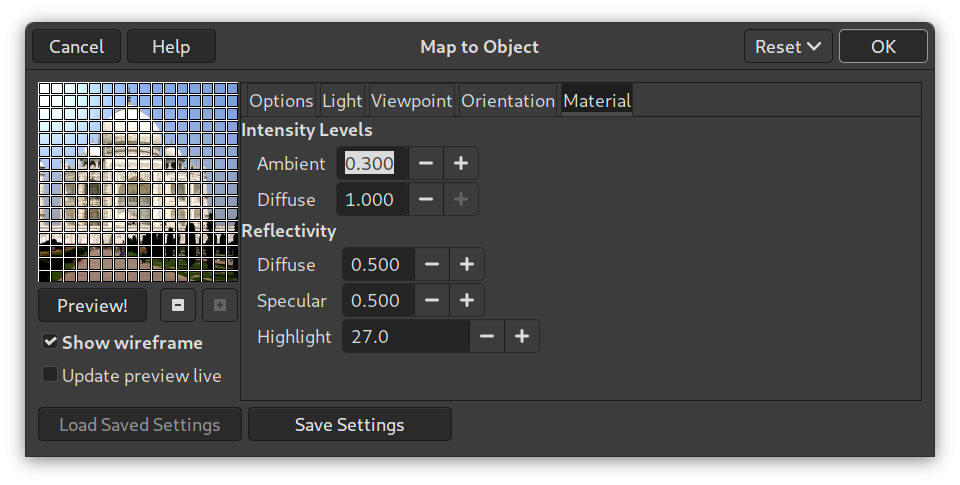 Cancel Help Map to Object Reset OK
Options Light Viewpoint Orientation Material
Intensity Levels
Ambient 0.300
Diffuse 1.000
Reflectivity
Diffuse 0.500
Specular 0.500
Highlight 27.0
Preview!
Show wireframe
Update preview live
Load Saved Settings Save Settings